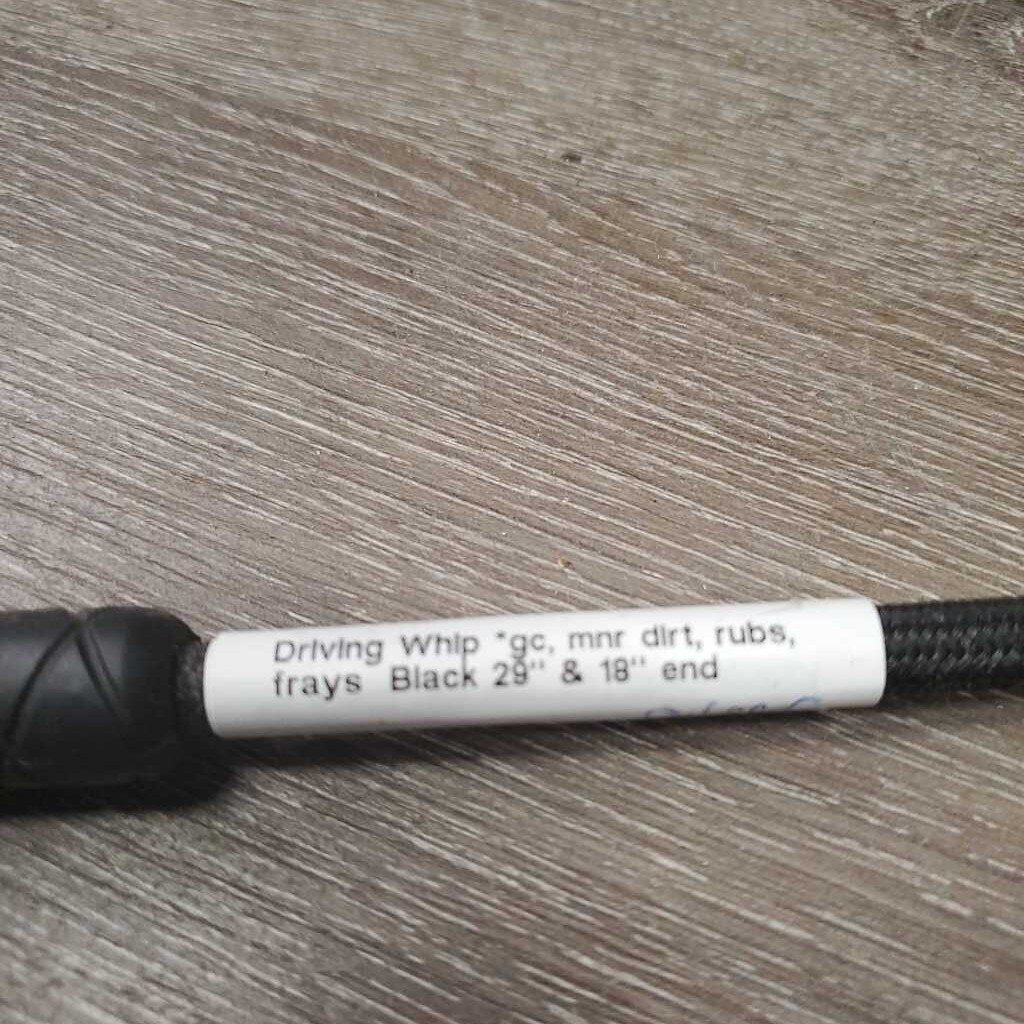 Driving Whip *gc, mnr dirt, rubs,
frays Black 29" & 18" end